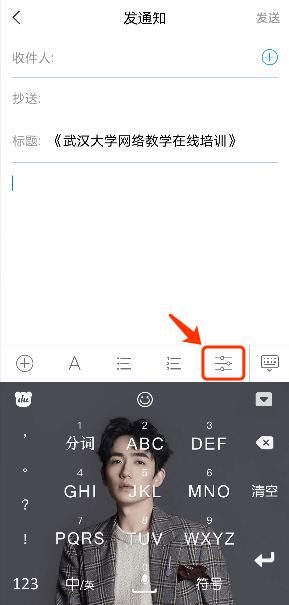 发通知
发送
收件人:
抄送:
标题: 《武汉大学网络教学在线培训》
A
1 2 3
, 分词 ABC DEF
4 5 6
。 GHI JKL MNO 清空
7 8 9
? PQRS TUV WXYZ
!
0
123 中/英 符号